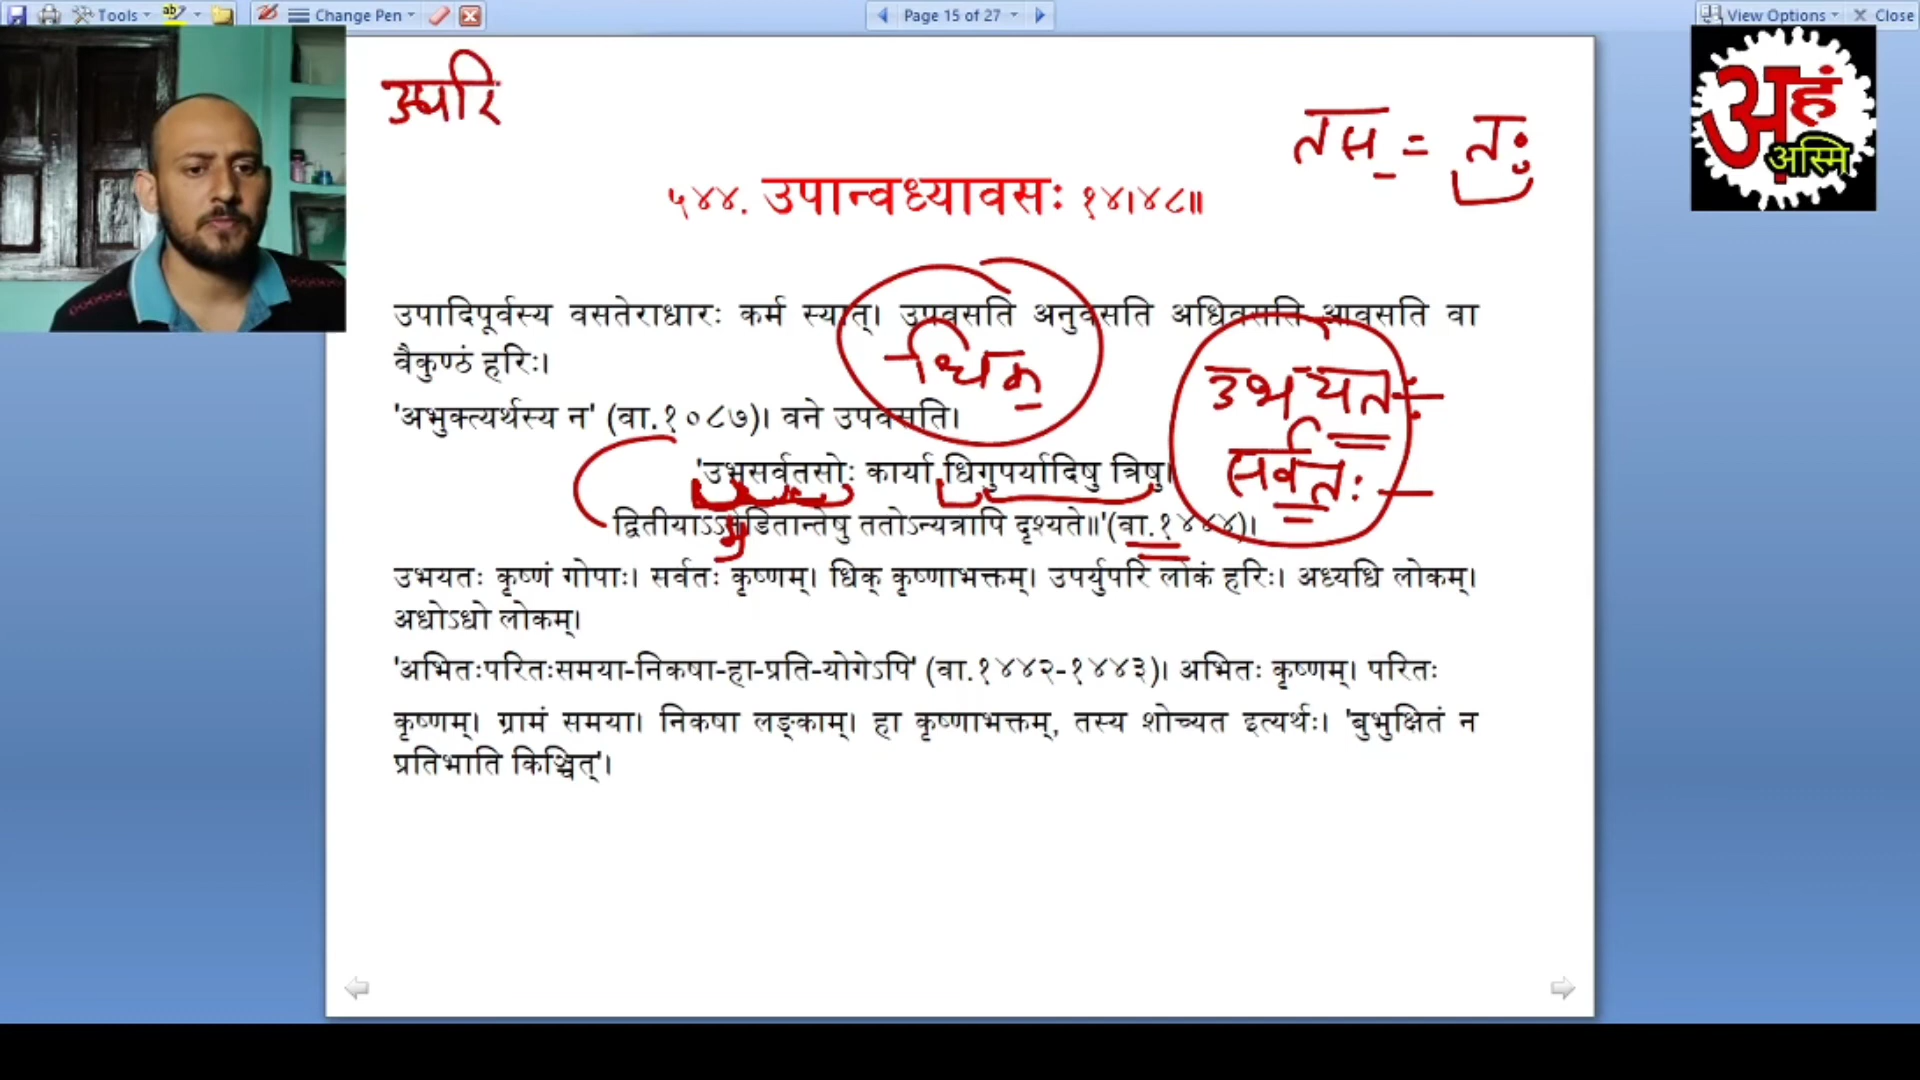 Tools
Change Pen
Page 15 of 27
View Options
Close
उपरि
तस = तः
अहं
अस्मि
५४४. उपान्वध्यावसः १४।४८॥
उपादिपूर्वस्य वसतेराधारः कर्म स्यात्। उपवसति अनुवसति अधिवसति आवसति वा
वैकुण्ठं हरिः।
धिक
उभयतः
'अभुक्त्यर्थस्य न' (वा.१०८७)। वने उपवसति।
सर्वतः
'उभसर्वतसोः कार्या धिगुपर्यादिषु त्रिषु।
द्वितीयाऽऽम्रेडितान्तेषु ततोऽन्यत्रापि दृश्यते॥'(वा.१४४४)।
उभयतः कृष्णं गोपाः। सर्वतः कृष्णम्। धिक् कृष्णाभक्तम्। उपर्युपरि लोकं हरिः। अध्यधि लोकम्।
अधोऽधो लोकम्।
'अभितःपरितःसमया-निकषा-हा-प्रति-योगेऽपि' (वा.१४४२-१४४३)। अभितः कृष्णम्। परितः
कृष्णम्। ग्रामं समया। निकषा लङ्काम्। हा कृष्णाभक्तम्, तस्य शोच्यत इत्यर्थः। 'बुभुक्षितं न
प्रतिभाति किञ्चित्'।